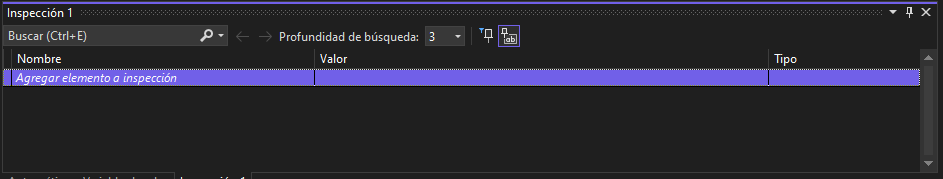 Inspección 1
Buscar (Ctrl+E) Profundidad de búsqueda: 3
Nombre Valor Tipo
Agregar elemento a inspección